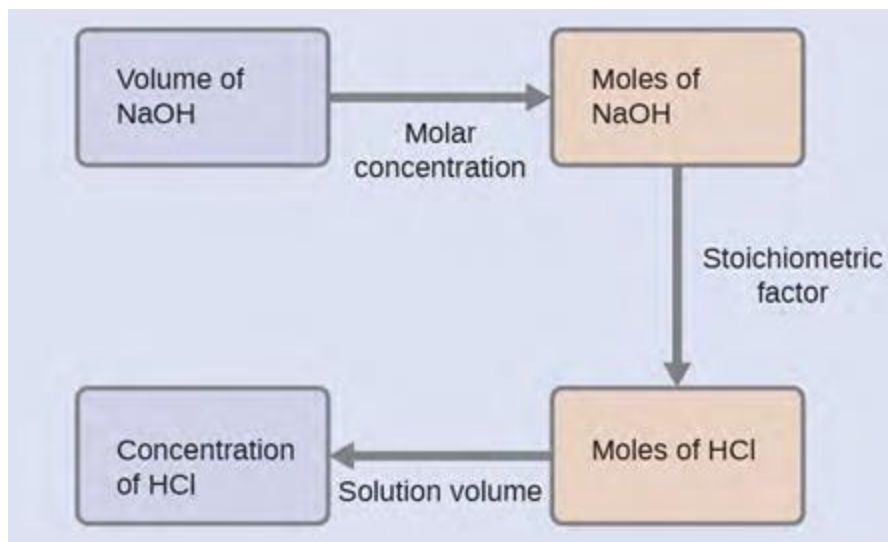 Volume of
NaOH
Molar
concentration
Moles of
NaOH
Stoichiometric
factor
Moles of HCl
Solution volume
Concentration
of HCl